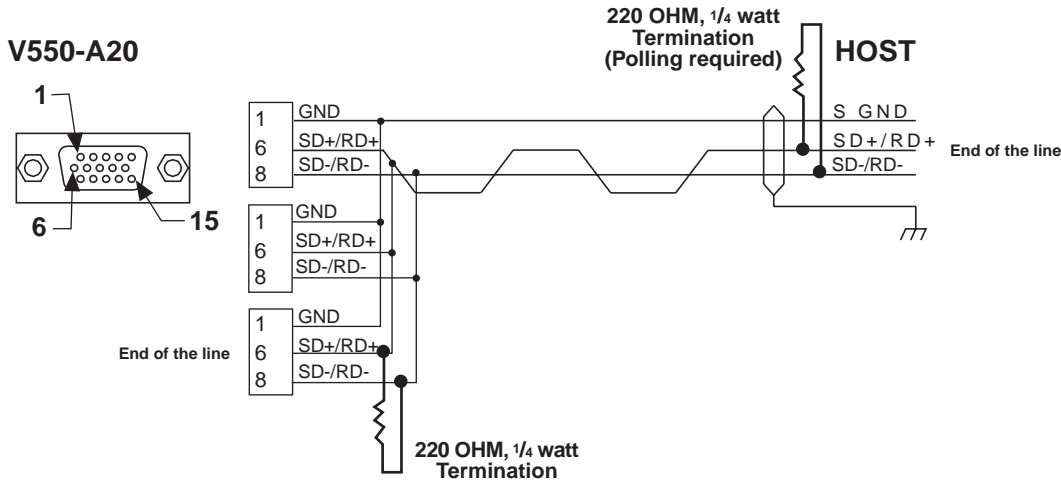 V550-A20
1
6
15
220 OHM, 1/4 watt
Termination
(Polling required)
HOST
1 GND
6 SD+/RD+
8 SD-/RD-
S GND
SD+/RD+
SD-/RD-
End of the line
1 GND
6 SD+/RD+
8 SD-/RD-
End of the line
1 GND
6 SD+/RD+
8 SD-/RD-
220 OHM, 1/4 watt
Termination